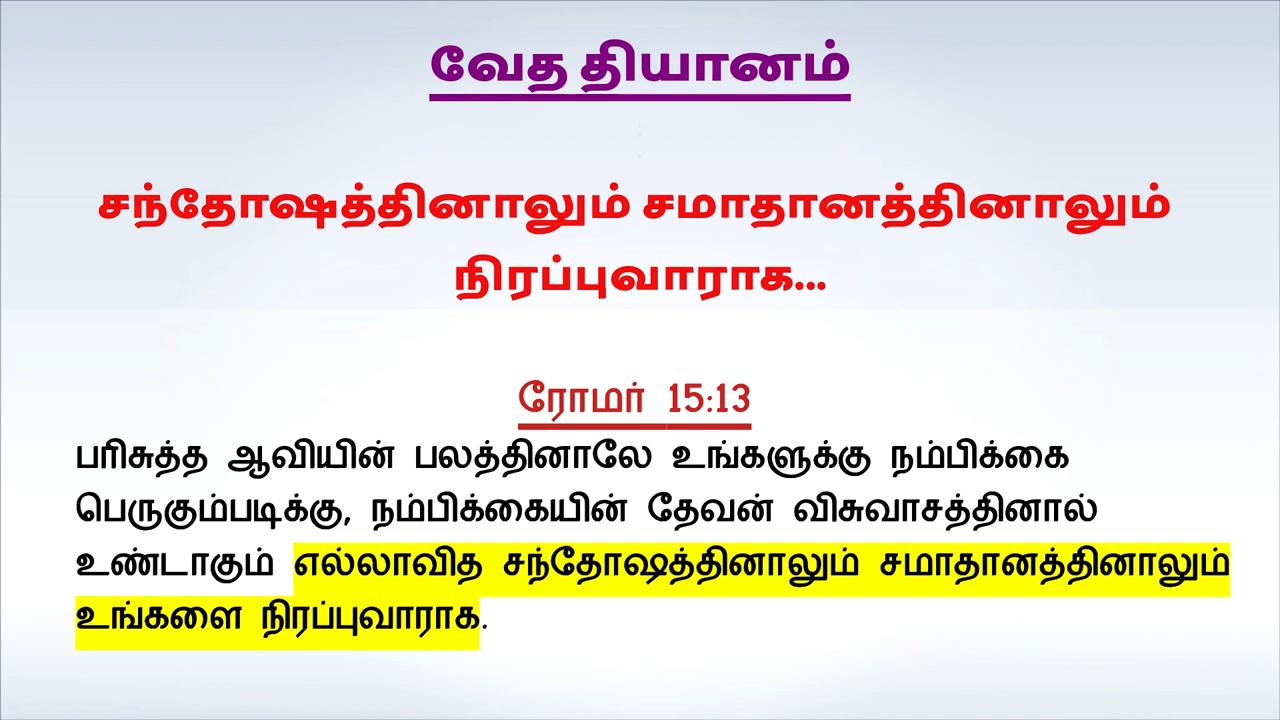 வேத தியானம்
சந்தோஷத்தினாலும் சமாதானத்தினாலும்
நிரப்புவாராக...
ரோமர் 15:13
பரிசுத்த ஆவியின் பலத்தினாலே உங்களுக்கு நம்பிக்கை
பெருகும்படிக்கு, நம்பிக்கையின் தேவன் விசுவாசத்தினால்
உண்டாகும் எல்லாவித சந்தோஷத்தினாலும் சமாதானத்தினாலும்
உங்களை நிரப்புவாராக.